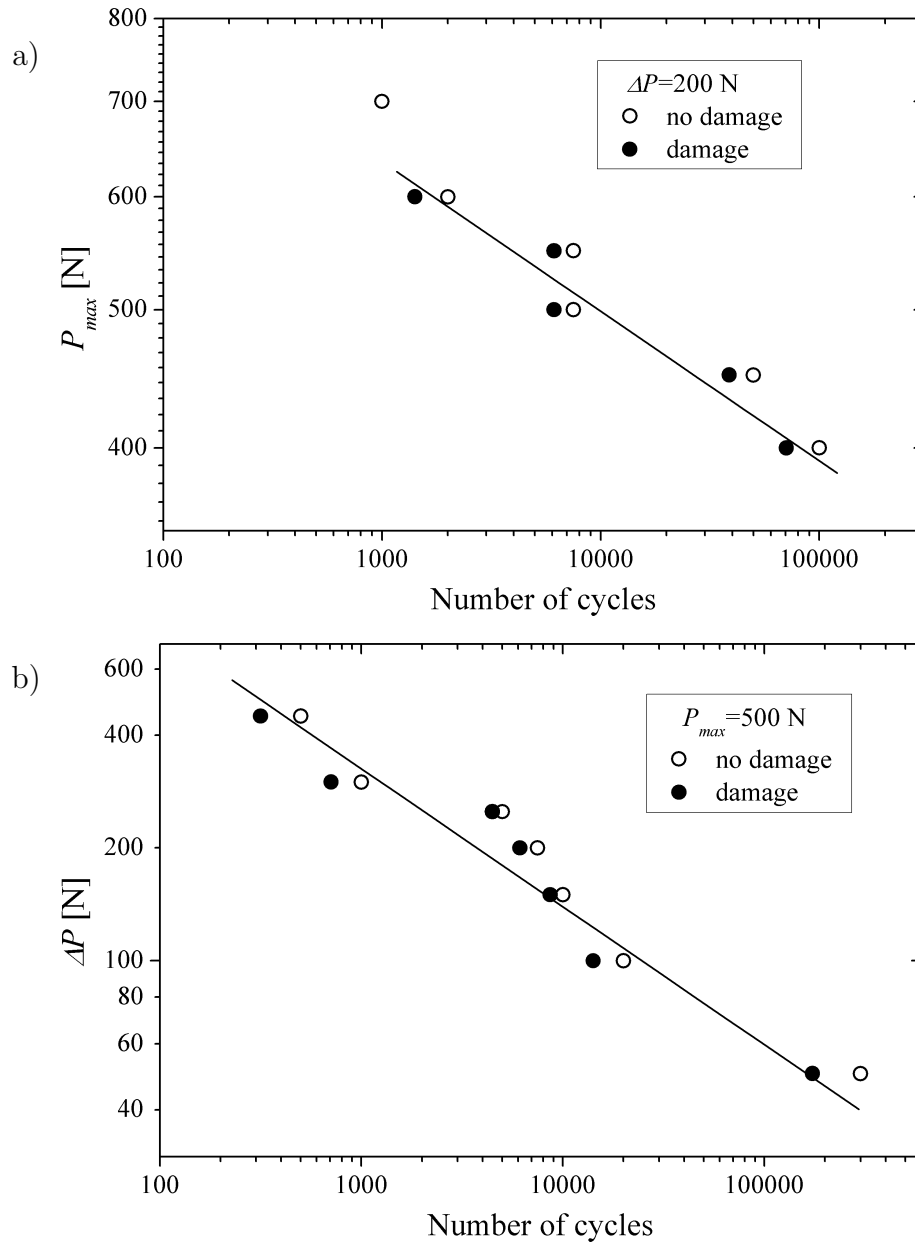 a)
800
700
600
500
400
P_max [N]
ΔP=200 N
no damage
damage
100
1000
10000
100000
Number of cycles
b)
600
400
200
100
80
60
40
ΔP [N]
P_max=500 N
no damage
damage
100
1000
10000
100000
Number of cycles